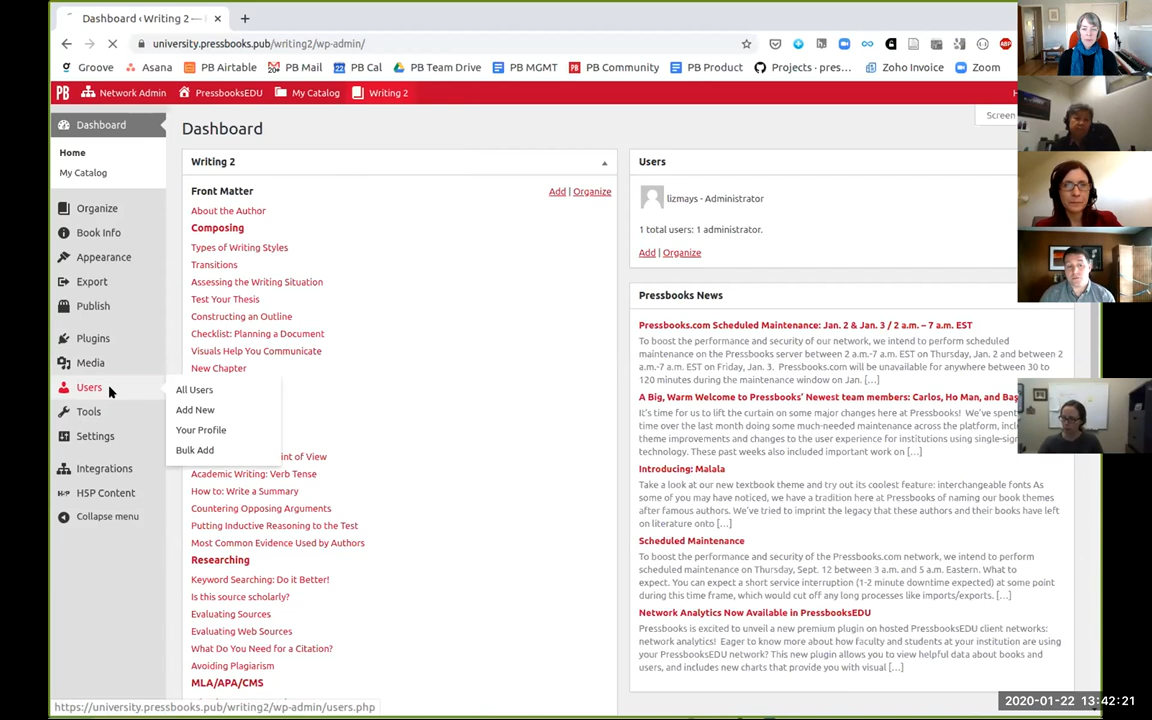 Dashboard ‹ Writing 2 —
university.pressbooks.pub/writing2/wp-admin/
Groove
Asana
PB Airtable
PB Mail
PB Cal
PB Team Drive
PB MGMT
PB Community
PB Product
Projects · pres...
Zoho Invoice
Zoom
PB
Network Admin
PressbooksEDU
My Catalog
Writing 2
Dashboard
Home
My Catalog
Organize
Book Info
Appearance
Export
Publish
Plugins
Media
Users
Tools
Settings
Integrations
H5P Content
Collapse menu
All Users
Add New
Your Profile
Bulk Add
Dashboard
Screen
Writing 2
Front Matter
Add | Organize
About the Author
Composing
Types of Writing Styles
Transitions
Assessing the Writing Situation
Test Your Thesis
Constructing an Outline
Checklist: Planning a Document
Visuals Help You Communicate
New Chapter
int of View
Academic Writing: Verb Tense
How to: Write a Summary
Countering Opposing Arguments
Putting Inductive Reasoning to the Test
Most Common Evidence Used by Authors
Researching
Keyword Searching: Do it Better!
Is this source scholarly?
Evaluating Sources
Evaluating Web Sources
What Do You Need for a Citation?
Avoiding Plagiarism
MLA/APA/CMS
Users
lizmays - Administrator
1 total users: 1 administrator.
Add | Organize
Pressbooks News
Pressbooks.com Scheduled Maintenance: Jan. 2 & Jan. 3 / 2 a.m. – 7 a.m. EST
To boost the performance and security of our network, we intend to perform
scheduled maintenance on the Pressbooks server between 2 a.m.-7 a.m. EST on Thursday, Jan. 2 and between 2
a.m.-7 a.m. EST on Friday, Jan. 3.  Pressbooks.com will be unavailable for anywhere between 30 to
120 minutes during the maintenance window on Jan. [...]
A Big, Warm Welcome to Pressbooks' Newest team members: Carlos, Ho Man, and Bas
It's time for us to lift the curtain on some major changes here at Pressbooks! We've spent
time over the last month doing some much-needed maintenance across the platform, inclu
theme improvements and changes to the user experience for institutions using single-sign
technology. These past weeks also included important work on [...]
Introducing: Malala
Take a look at our new textbook theme and try out its coolest feature: interchangeable fonts As
some of you may have noticed, we have a tradition here at Pressbooks of naming our book
themes after famous authors. We've tried to imprint the legacy that these authors and their books have left
on literature onto [...]
Scheduled Maintenance
To boost the performance and security of the Pressbooks.com network, we intend to perform
scheduled maintenance on Thursday, Sept. 12 between 3 a.m. and 5 a.m. Eastern. What to
expect. You can expect a short service interruption (1-2 minute downtime expected) at some point
during this time frame, which would cut off any long processes like imports/exports. [...]
Network Analytics Now Available in PressbooksEDU
Pressbooks is excited to unveil a new premium plugin on hosted PressbooksEDU client networks:
network analytics!  Eager to know more about how faculty and students at your institution are using
your PressbooksEDU network? This new plugin allows you to view helpful data about books and
users, and includes new charts that provide you with visual [...]
https://university.pressbooks.pub/writing2/wp-admin/users.php
2020-01-22 13:42:21